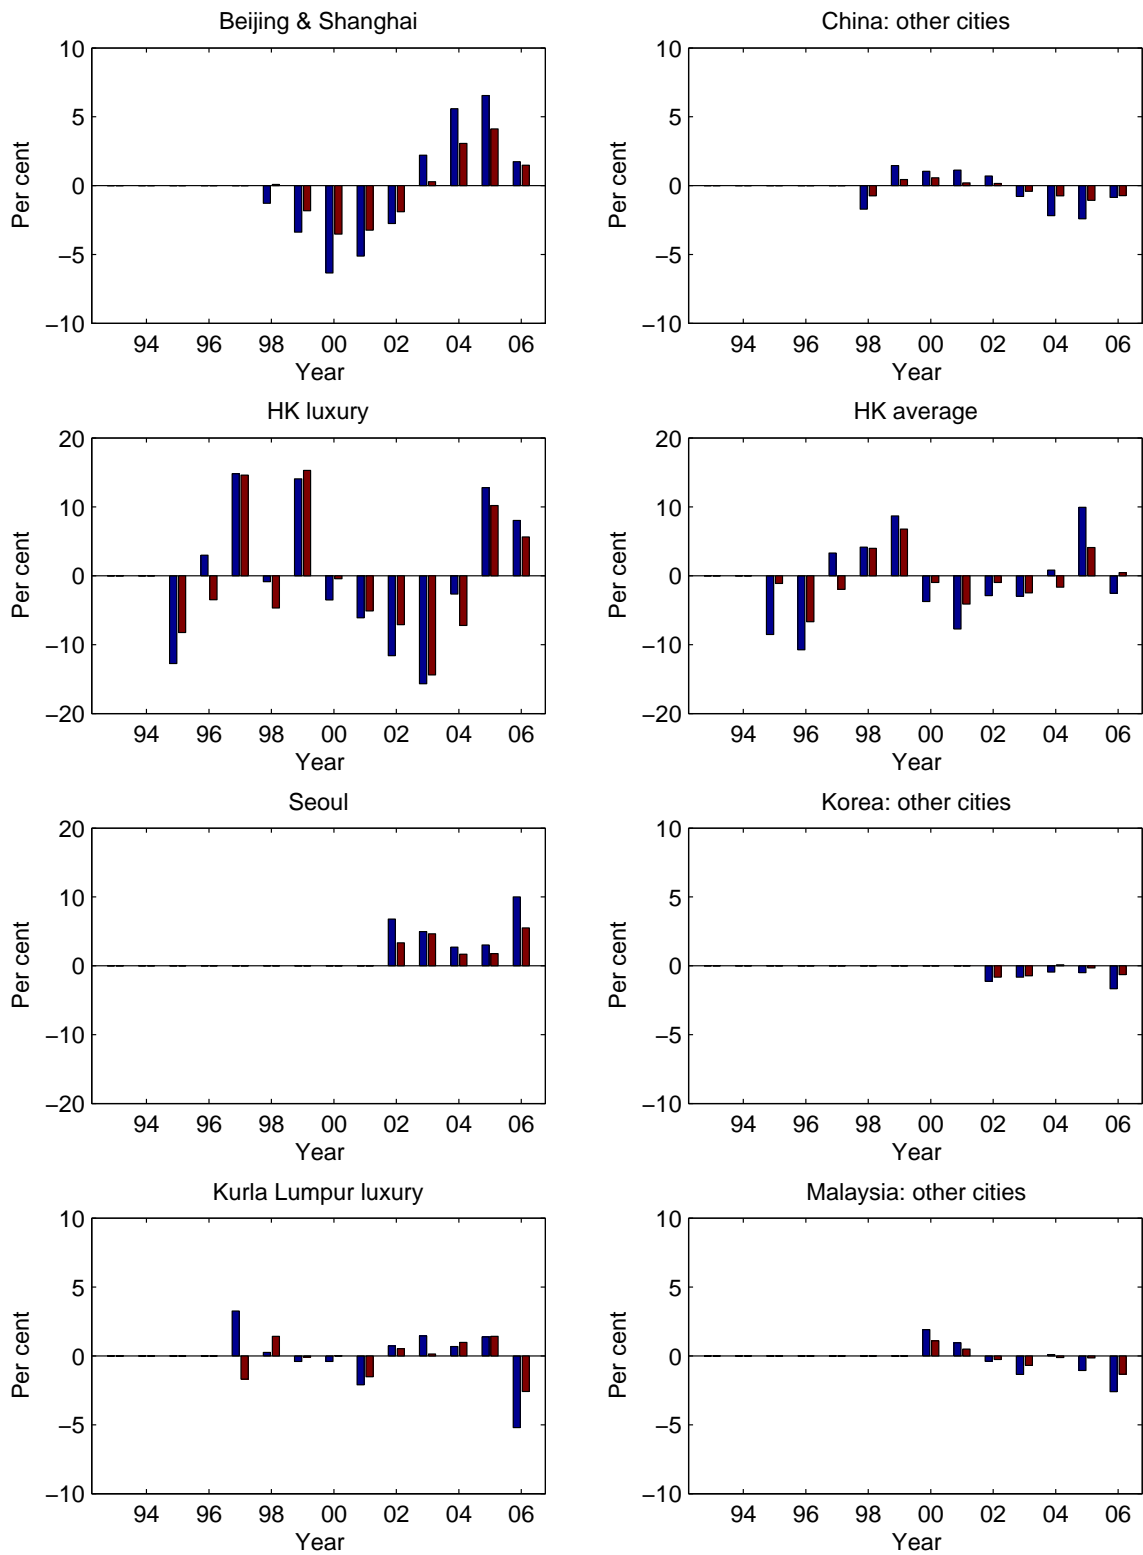 Beijing & Shanghai
10
5
0
−5
−10
Per cent
94 96 98 00 02 04 06
Year
China: other cities
10
5
0
−5
−10
Per cent
94 96 98 00 02 04 06
Year
HK luxury
20
10
0
−10
−20
Per cent
94 96 98 00 02 04 06
Year
HK average
20
10
0
−10
−20
Per cent
94 96 98 00 02 04 06
Year
Seoul
20
10
0
−10
−20
Per cent
94 96 98 00 02 04 06
Year
Korea: other cities
10
5
0
−5
−10
Per cent
94 96 98 00 02 04 06
Year
Kurla Lumpur luxury
10
5
0
−5
−10
Per cent
94 96 98 00 02 04 06
Year
Malaysia: other cities
10
5
0
−5
−10
Per cent
94 96 98 00 02 04 06
Year